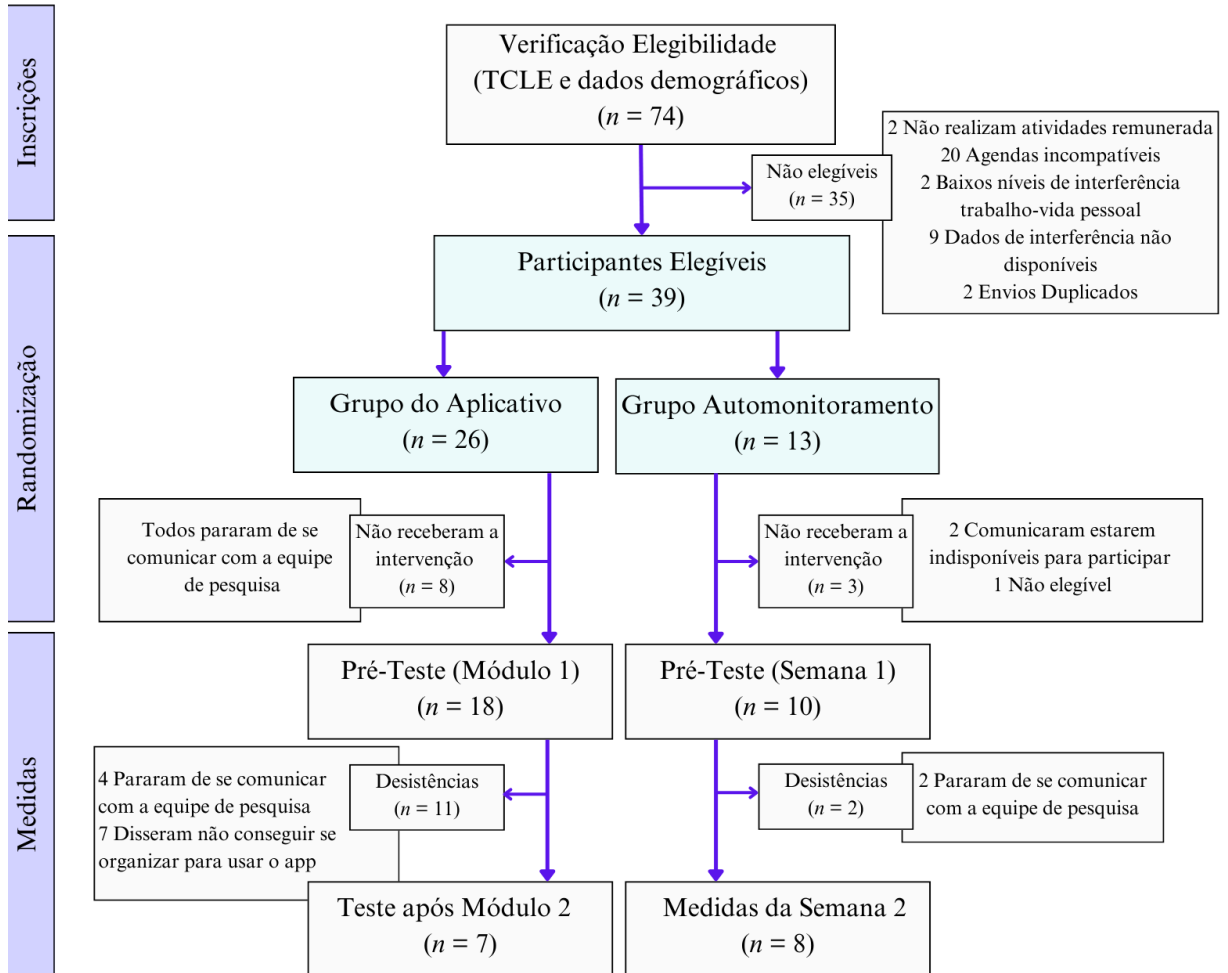 Inscrições
Verificação Elegibilidade
(TCLE e dados demográficos)
(n = 74)
Não elegíveis
(n = 35)
2 Não realizam atividades remunerada
20 Agendas incompatíveis
2 Baixos níveis de interferência
trabalho-vida pessoal
9 Dados de interferência não
disponíveis
2 Envios Duplicados
Randomização
Participantes Elegíveis
(n = 39)
Grupo do Aplicativo
(n = 26)
Grupo Automonitoramento
(n = 13)
Todos pararam de se
comunicar com a equipe
de pesquisa
Não receberam a
intervenção
(n = 8)
Não receberam a
intervenção
(n = 3)
2 Comunicaram estarem
indisponíveis para participar
1 Não elegível
Medidas
Pré-Teste (Módulo 1)
(n = 18)
Pré-Teste (Semana 1)
(n = 10)
4 Pararam de se comunicar
com a equipe de pesquisa
7 Disseram não conseguir se
organizar para usar o app
Desistências
(n = 11)
Desistências
(n = 2)
2 Pararam de se comunicar
com a equipe de pesquisa
Teste após Módulo 2
(n = 7)
Medidas da Semana 2
(n = 8)